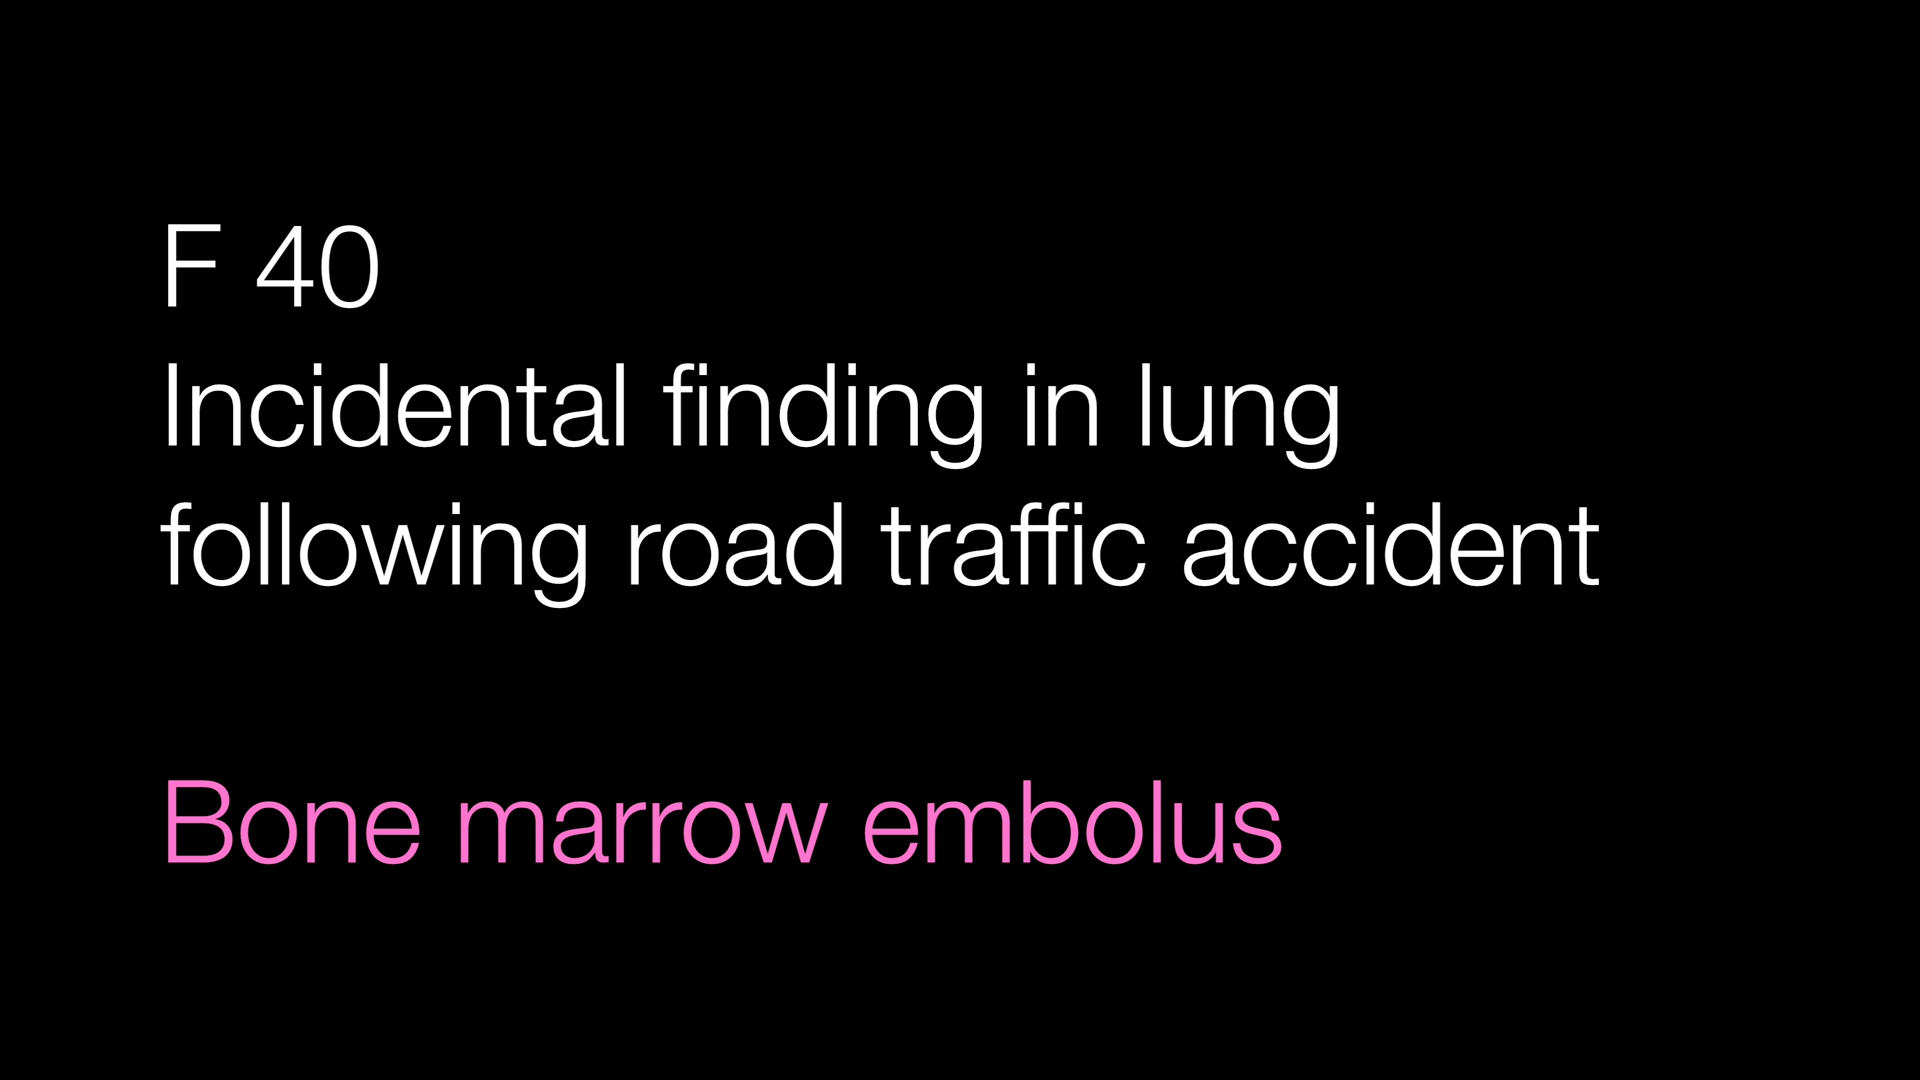 F 40
Incidental finding in lung
following road traffic accident
Bone marrow embolus